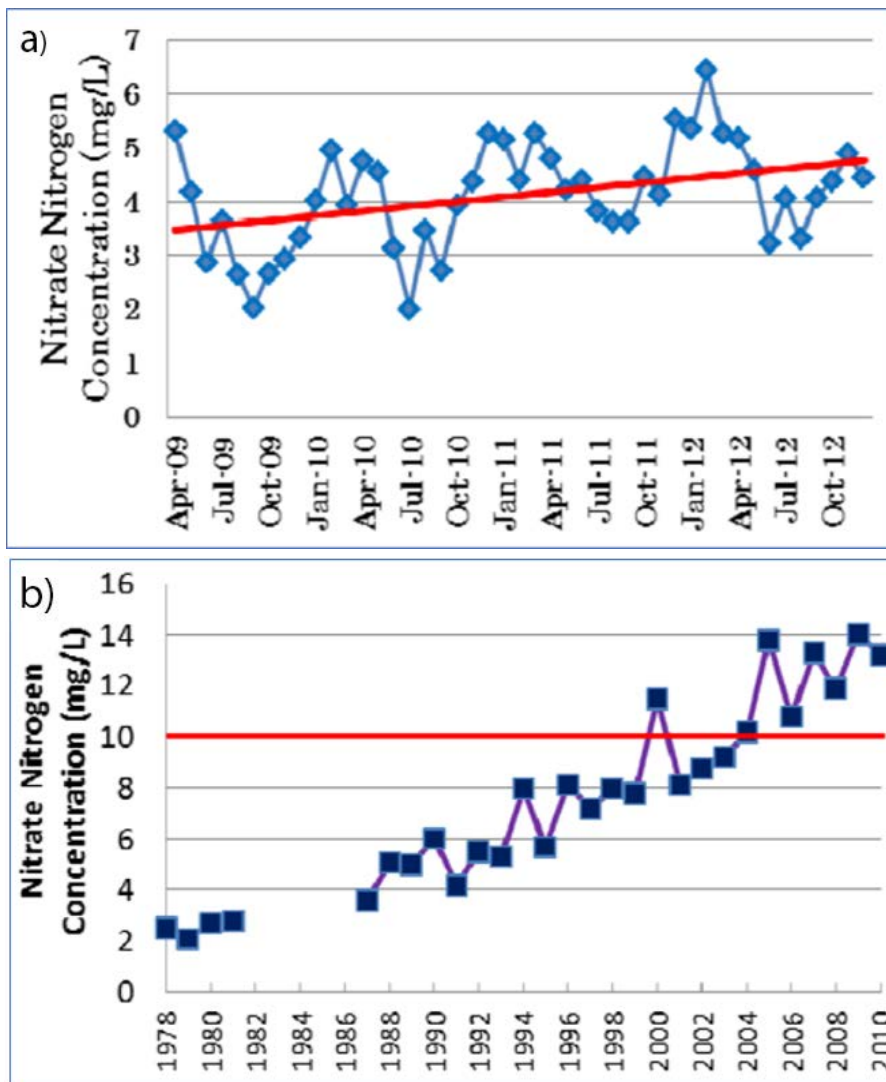 a)
Nitrate Nitrogen
Concentration (mg/L)
7
6
5
4
3
2
1
0
Apr-09
Jul-09
Oct-09
Jan-10
Apr-10
Jul-10
Oct-10
Jan-11
Apr-11
Jul-11
Oct-11
Jan-12
Apr-12
Jul-12
Oct-12
b)
Nitrate Nitrogen
Concentration (mg/L)
16
14
12
10
8
6
4
2
0
1978
1980
1982
1984
1986
1988
1990
1992
1994
1996
1998
2000
2002
2004
2006
2008
2010